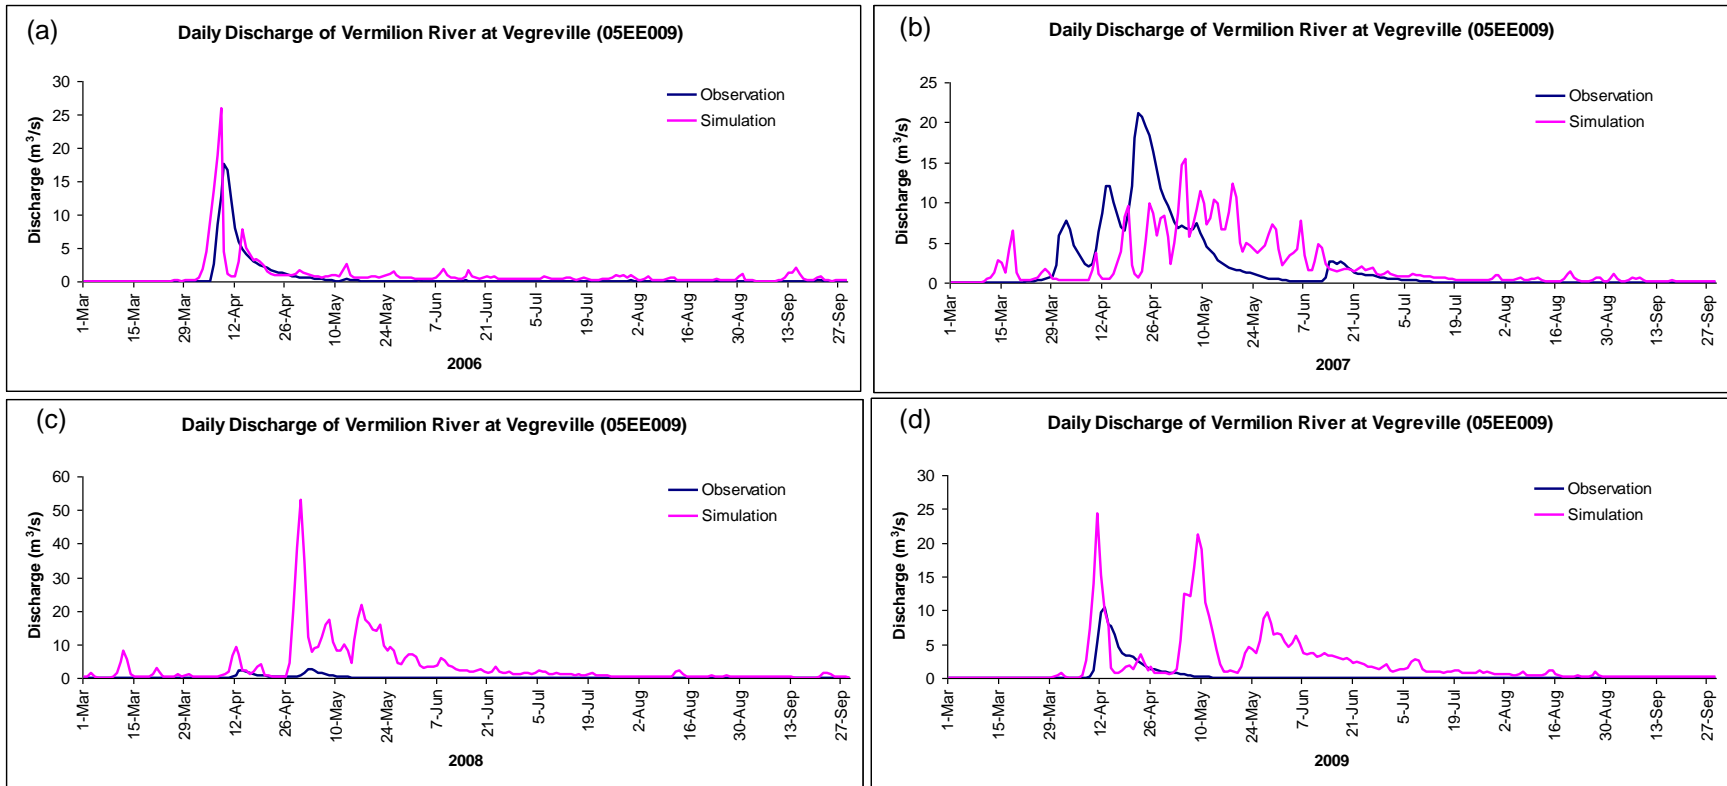 (a)
Daily Discharge of Vermilion River at Vegreville (05EE009)
Discharge (m³/s)
30
25
20
15
10
5
0
Observation
Simulation
1-Mar
15-Mar
29-Mar
12-Apr
26-Apr
10-May
24-May
7-Jun
21-Jun
5-Jul
19-Jul
2-Aug
16-Aug
30-Aug
13-Sep
27-Sep
2006
(b)
Daily Discharge of Vermilion River at Vegreville (05EE009)
Discharge (m³/s)
25
20
15
10
5
0
Observation
Simulation
1-Mar
15-Mar
29-Mar
12-Apr
26-Apr
10-May
24-May
7-Jun
21-Jun
5-Jul
19-Jul
2-Aug
16-Aug
30-Aug
13-Sep
27-Sep
2007
(c)
Daily Discharge of Vermilion River at Vegreville (05EE009)
Discharge (m³/s)
60
50
40
30
20
10
0
Observation
Simulation
1-Mar
15-Mar
29-Mar
12-Apr
26-Apr
10-May
24-May
7-Jun
21-Jun
5-Jul
19-Jul
2-Aug
16-Aug
30-Aug
13-Sep
27-Sep
2008
(d)
Daily Discharge of Vermilion River at Vegreville (05EE009)
Discharge (m³/s)
30
25
20
15
10
5
0
Observation
Simulation
1-Mar
15-Mar
29-Mar
12-Apr
26-Apr
10-May
24-May
7-Jun
21-Jun
5-Jul
19-Jul
2-Aug
16-Aug
30-Aug
13-Sep
27-Sep
2009